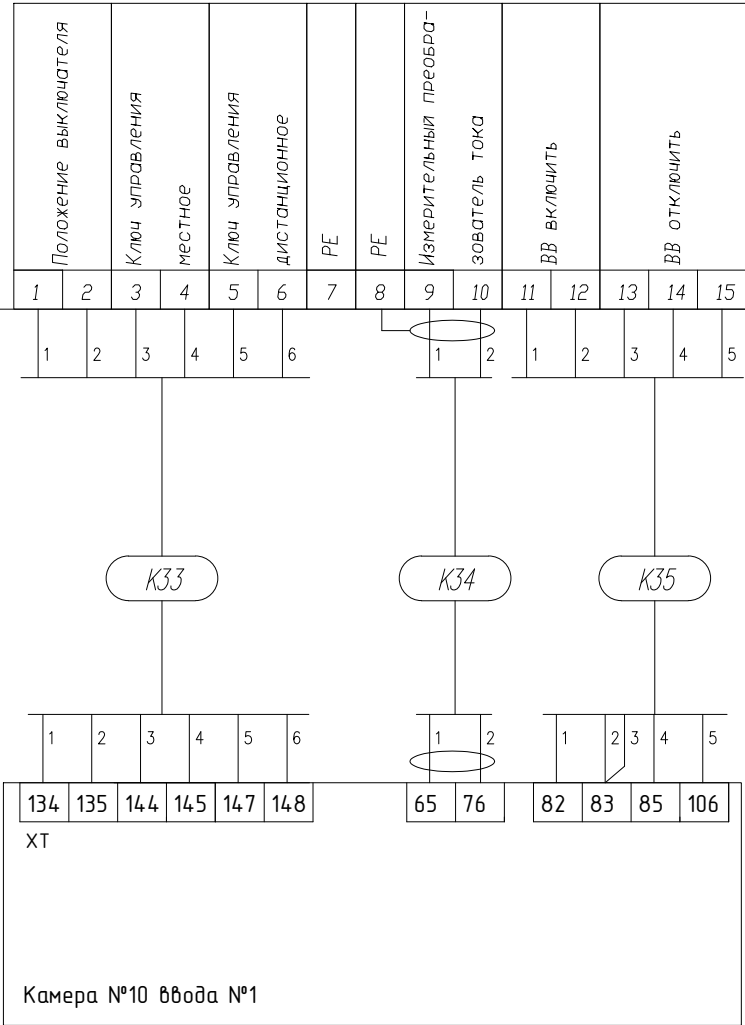 Положение выключателя
Ключ управления
местное
Ключ управления
дистанционное
PE
PE
Измерительный преобра-
зователь тока
ВВ включить
ВВ отключить
1 2 3 4 5 6 7 8 9 10 11 12 13 14 15
1 2 3 4 5 6 1 2 1 2 3 4 5
К33 К34 К35
1 2 3 4 5 6 1 2 1 2 3 4 5
134 135 144 145 147 148 65 76 82 83 85 106
XT
Камера №10 ввода №1